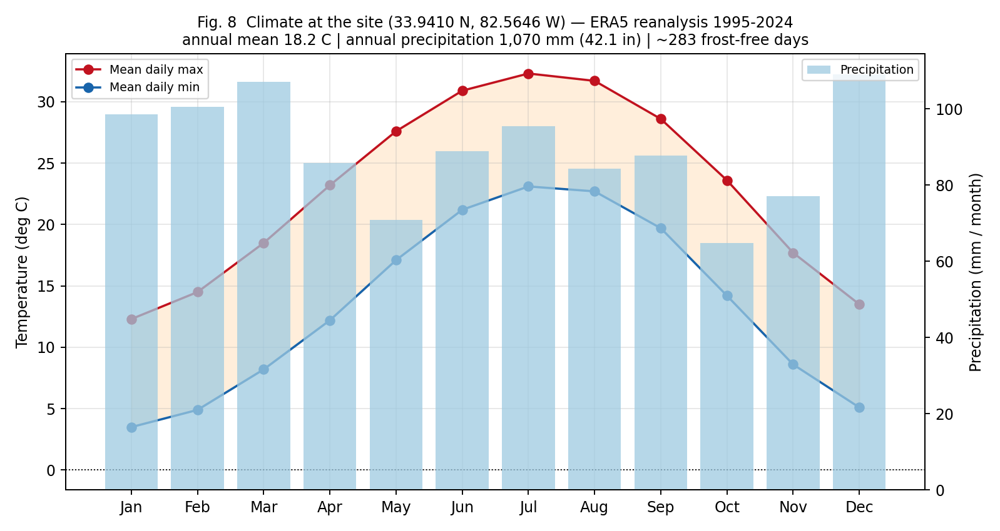 Fig. 8  Climate at the site (33.9410 N, 82.5646 W) — ERA5 reanalysis 1995-2024
annual mean 18.2 C | annual precipitation 1,070 mm (42.1 in) | ~283 frost-free days
Mean daily max
Mean daily min
Precipitation
Temperature (deg C)
30
25
20
15
10
5
0
Precipitation (mm / month)
100
80
60
40
20
0
Jan Feb Mar Apr May Jun Jul Aug Sep Oct Nov Dec